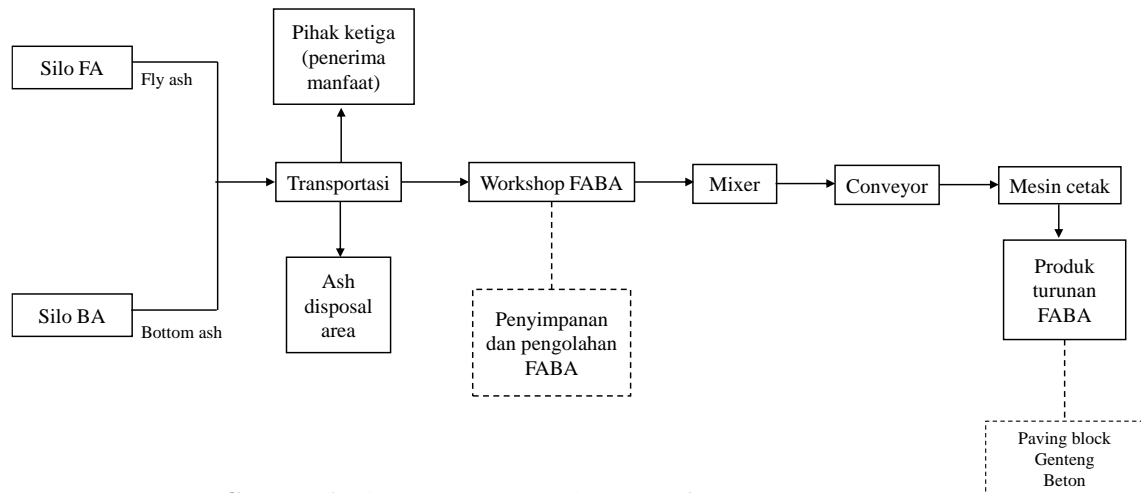 Silo FA
Fly ash
Pihak ketiga
(penerima
manfaat)
Transportasi
Workshop FABA
Mixer
Conveyor
Mesin cetak
Ash
disposal
area
Silo BA
Bottom ash
Penyimpanan
dan pengolahan
FABA
Produk
turunan
FABA
Paving block
Genteng
Beton